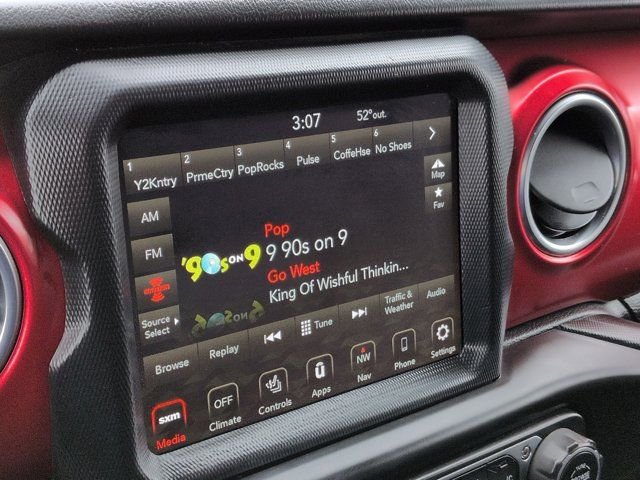 3:07 52°out.
1 Y2Kntry 2 PrmeCtry 3 PopRocks 4 Pulse 5 CoffeHse 6 No Shoes
AM
Map
FM
Fav
Pop
'90s ON 9
9 90s on 9
Go West
King Of Wishful Thinkin...
Source
Select
Browse Replay Tune Traffic &
Weather Audio
sxm Media
OFF Climate
Controls
Apps
NW Nav
Phone
Settings
TUNE